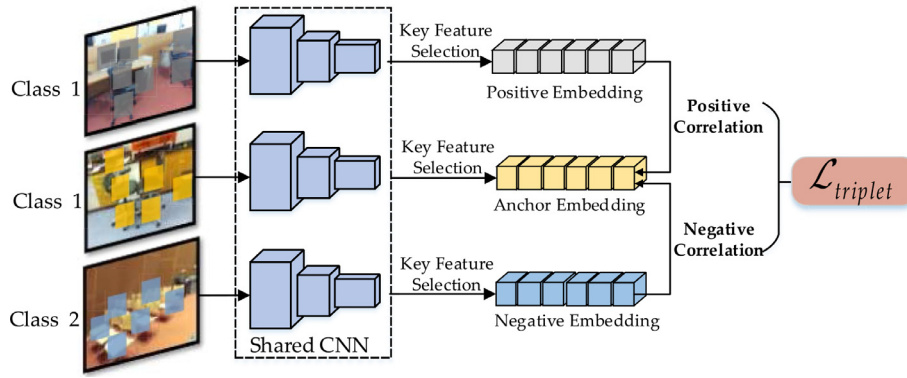 Class 1
Key Feature
Selection
Positive Embedding
Positive
Correlation
Class 1
Key Feature
Selection
Anchor Embedding
ℒtriplet
Negative
Correlation
Class 2
Key Feature
Selection
Negative Embedding
Shared CNN